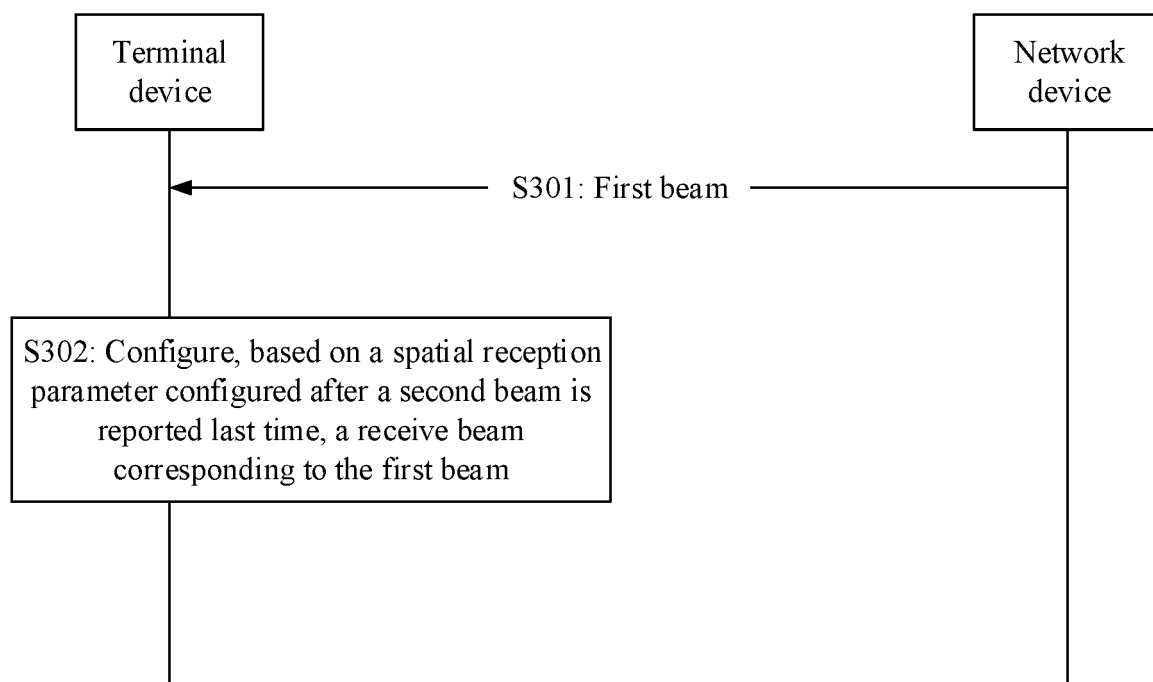 Terminal
device
Network
device
S301: First beam
S302: Configure, based on a spatial reception
parameter configured after a second beam is
reported last time, a receive beam
corresponding to the first beam